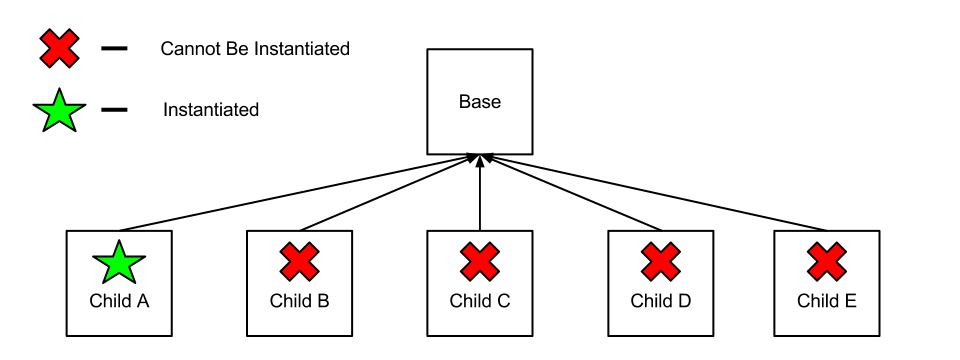 Cannot Be Instantiated
Instantiated
Base
Child A
Child B
Child C
Child D
Child E